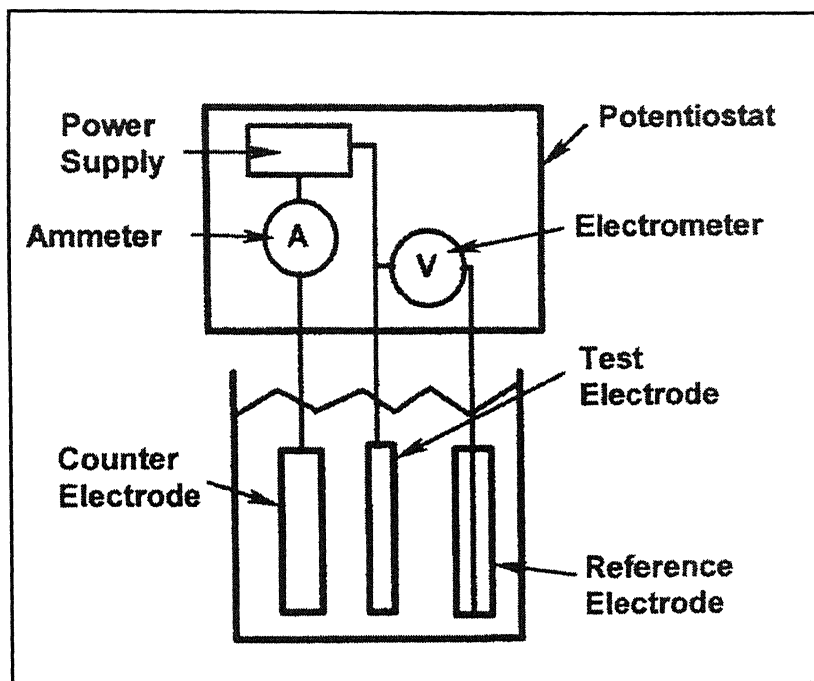 Power
Supply
Potentiostat
Ammeter
A
Electrometer
V
Test
Electrode
Counter
Electrode
Reference
Electrode